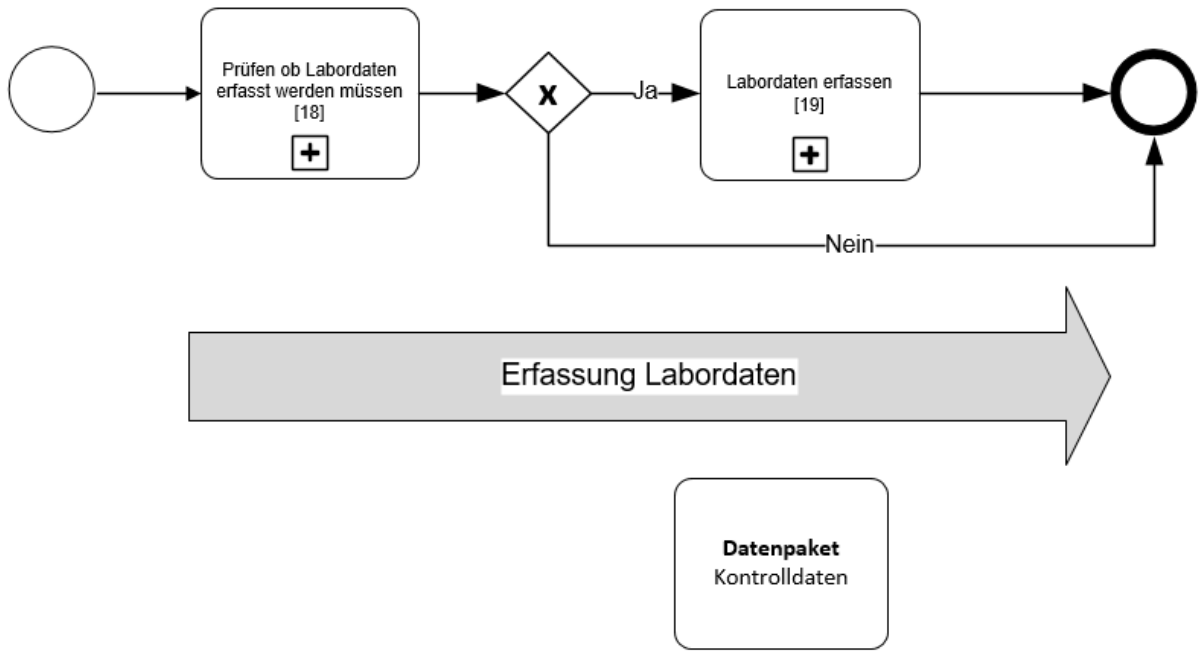 Prüfen ob Labordaten
erfasst werden müssen
[18]
X
Ja
Labordaten erfassen
[19]
Nein
Erfassung Labordaten
Datenpaket
Kontrolldaten